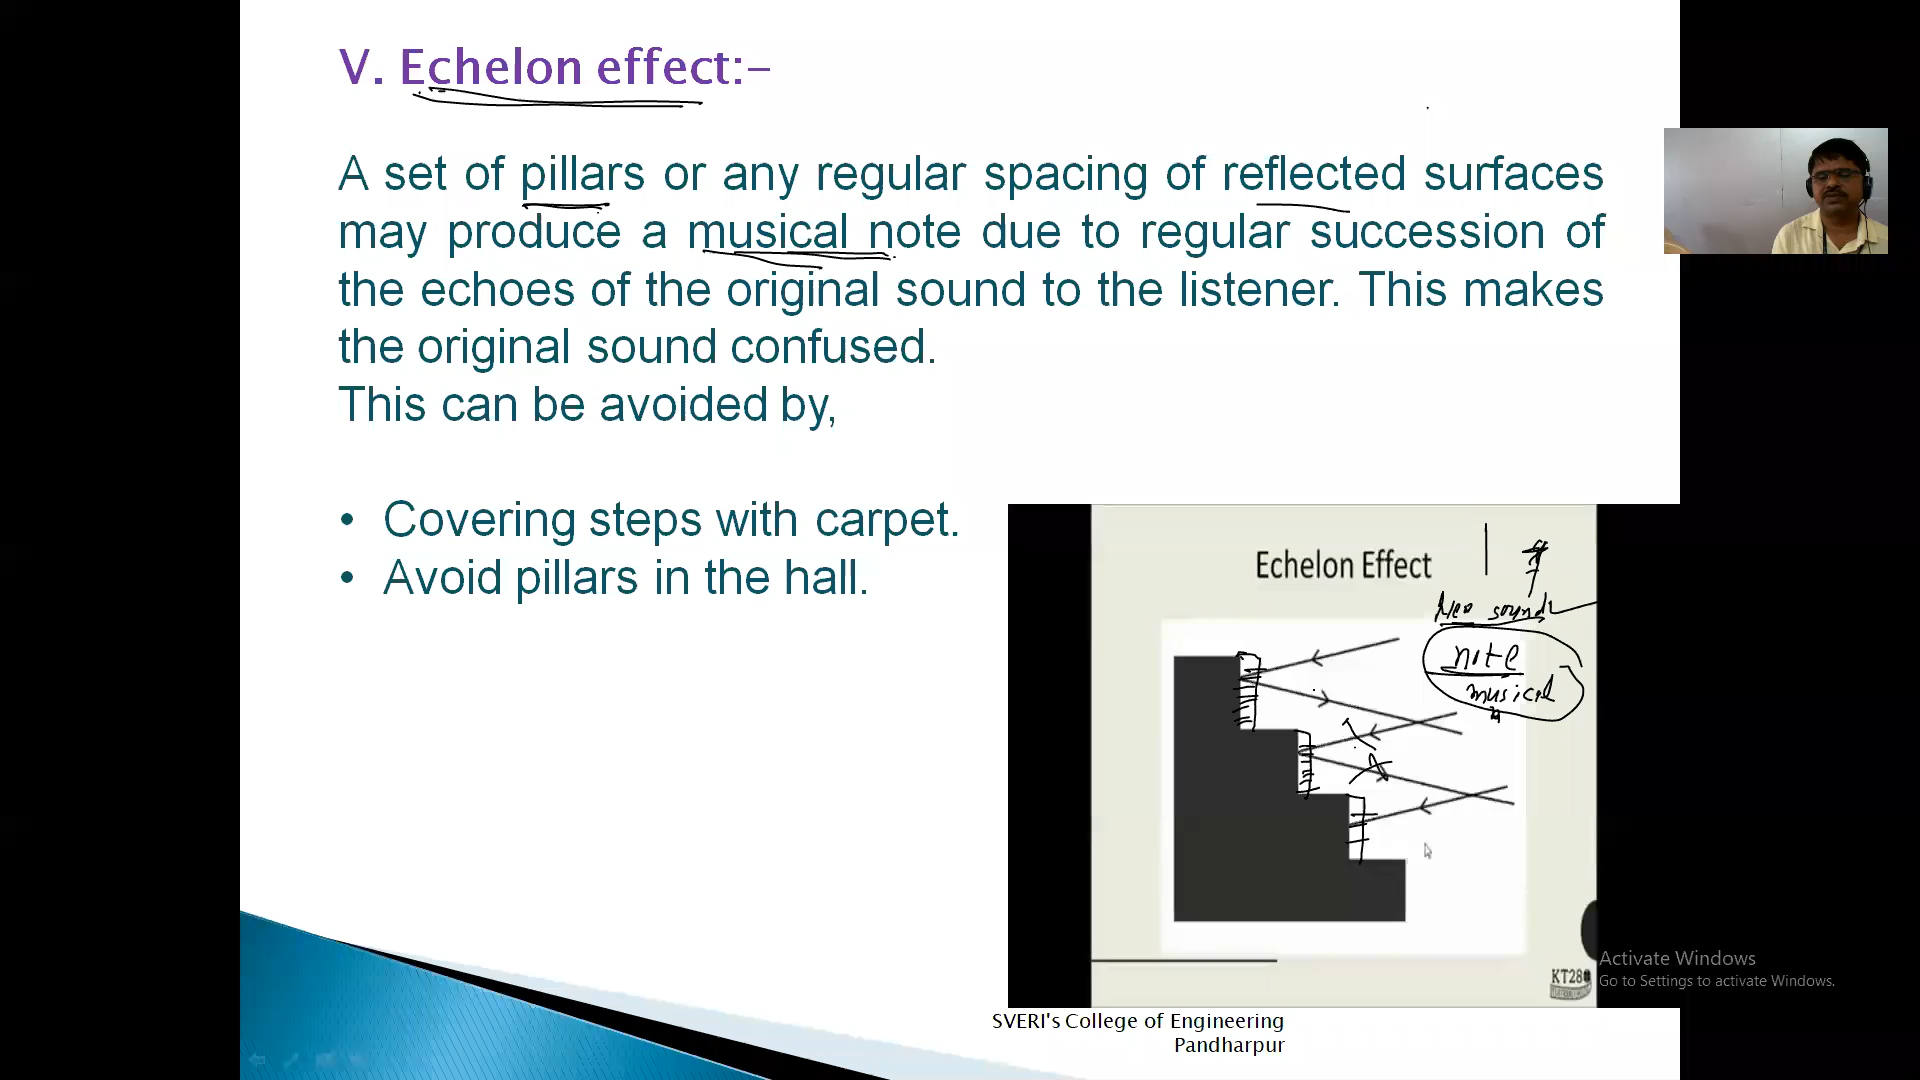 V. Echelon effect:-
A set of pillars or any regular spacing of reflected surfaces
may produce a musical note due to regular succession of
the echoes of the original sound to the listener. This makes
the original sound confused.
This can be avoided by,
• Covering steps with carpet.
• Avoid pillars in the hall.
Echelon Effect
sound
note
musical
KT280
Activate Windows
Go to Settings to activate Windows.
SVERI's College of Engineering
Pandharpur